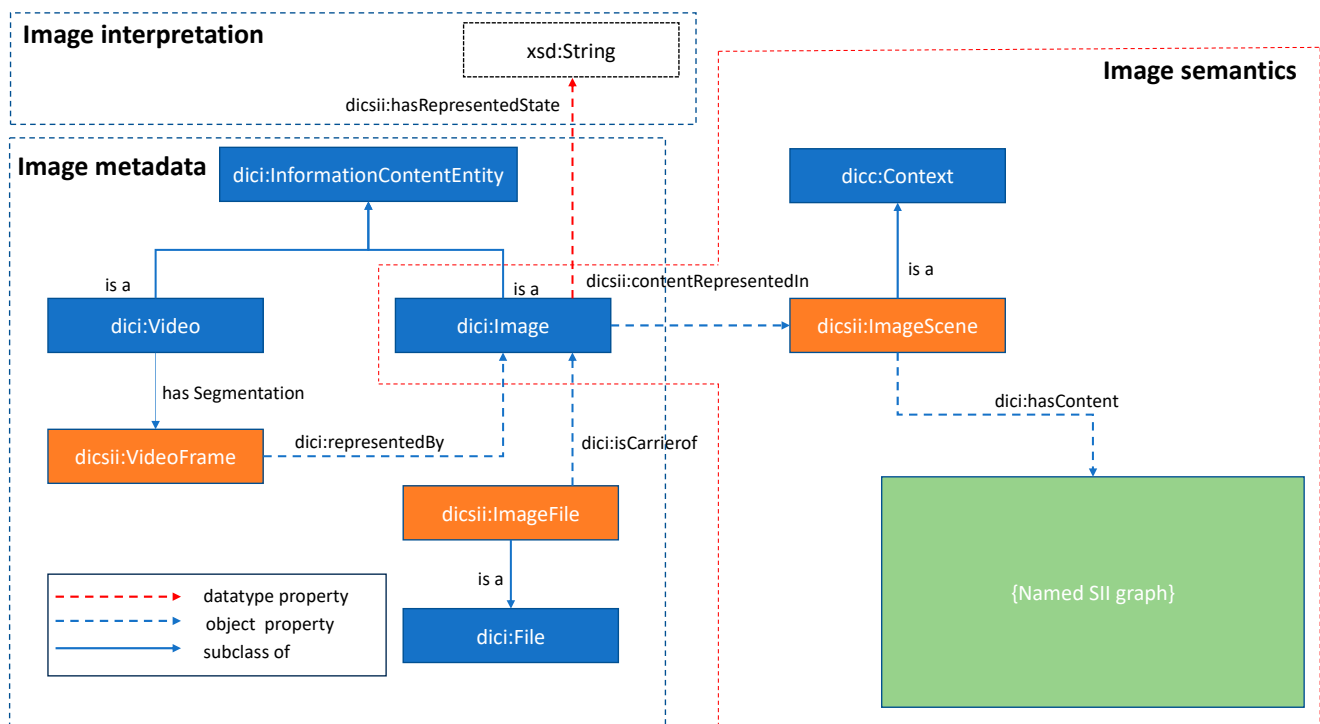 Image interpretation
xsd:String
Image semantics
dicsii:hasRepresentedState
Image metadata
dici:InformationContentEntity
dicc:Context
is a
is a
dicsii:contentRepresentedIn
is a
dici:Video
dici:Image
dicsii:ImageScene
has Segmentation
dici:hasContent
dicsii:VideoFrame
dici:representedBy
dici:isCarrierof
dicsii:ImageFile
is a
{Named SII graph}
datatype property
object property
subclass of
dici:File